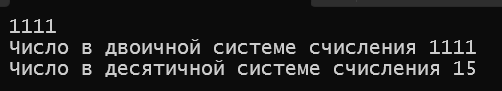 1111
Число в двоичной системе счисления 1111
Число в десятичной системе счисления 15